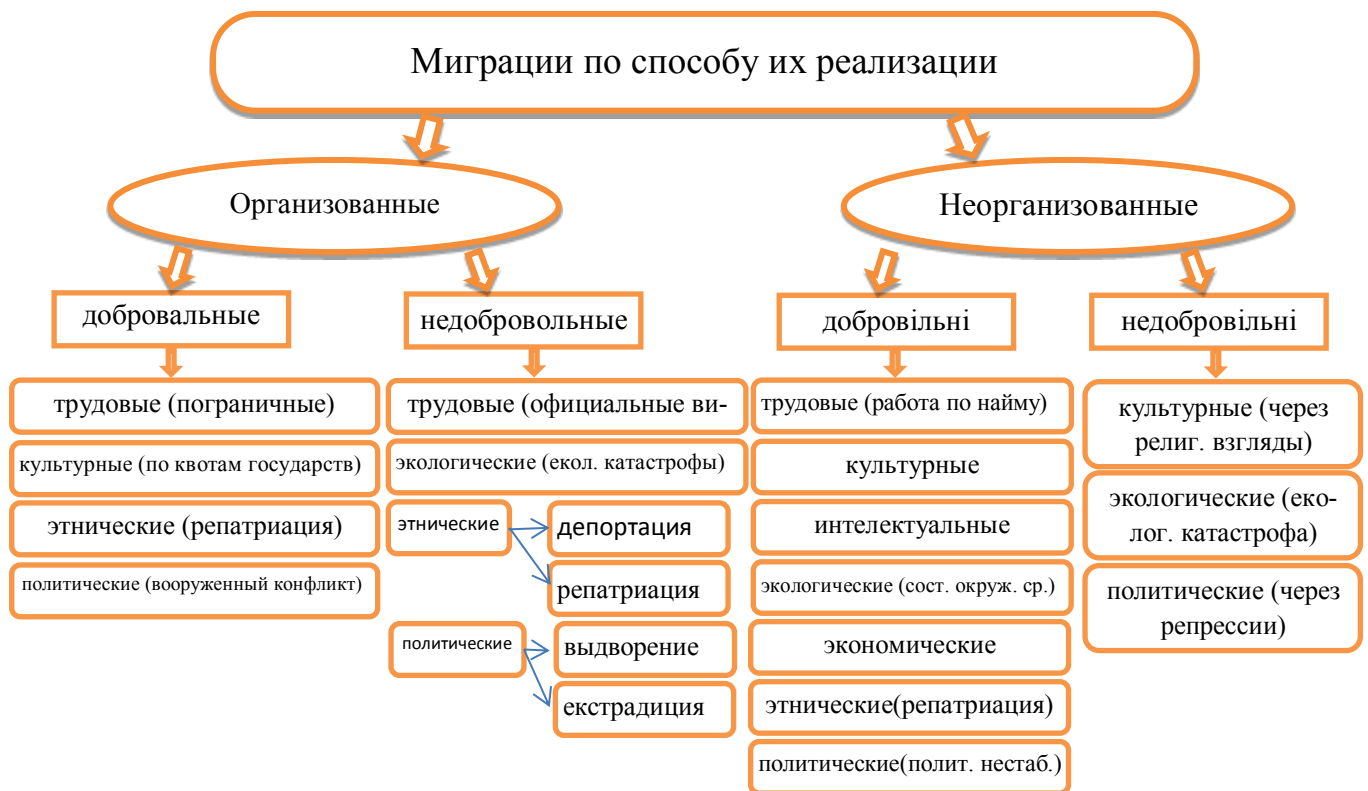 Миграции по способу их реализации
Организованные
Неорганизованные
добровальные
недобровольные
добровільні
недобровільні
трудовые (пограничные)
культурные (по квотам государств)
этнические (репатриация)
политические (вооруженный конфликт)
трудовые (официальные ви-
экологические (екол. катастрофы)
этнические
депортация
репатриация
политические
выдворение
екстрадиция
трудовые (работа по найму)
культурные
интелектуальные
экологические (сост. окруж. ср.)
экономические
этнические(репатриация)
политические(полит. нестаб.)
культурные (через
религ. взгляды)
экологические (еко-
лог. катастрофа)
политические (через
репрессии)